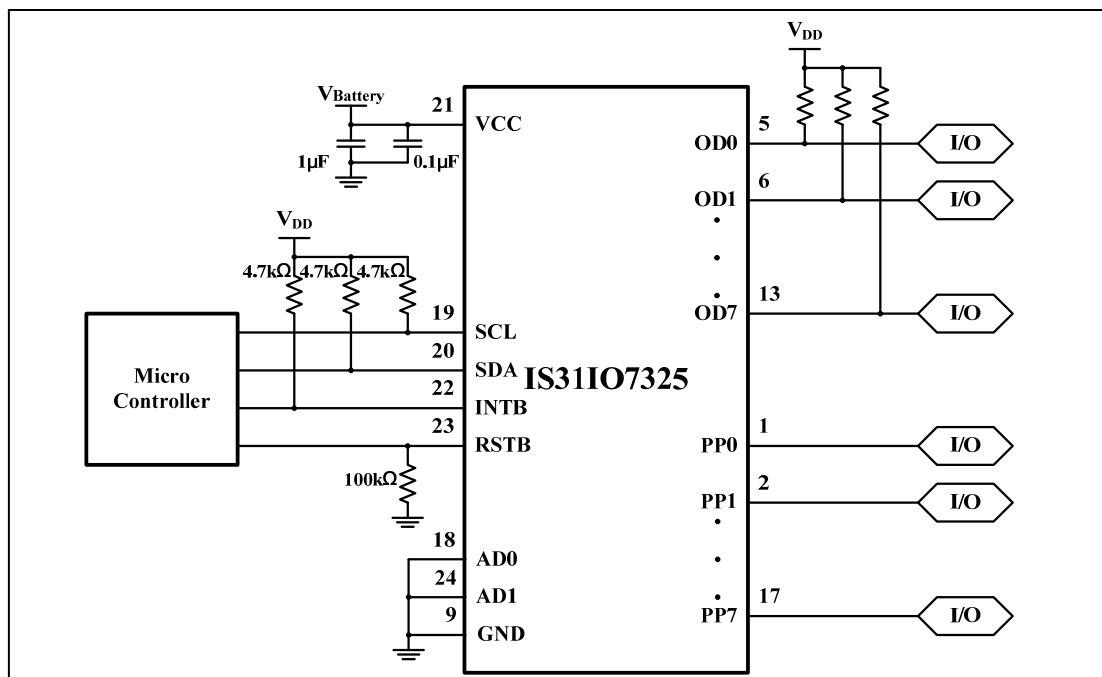 VBattery
21
VCC
1µF
0.1µF
VDD
4.7kΩ
4.7kΩ
4.7kΩ
19
SCL
20
SDA
22
INTB
23
RSTB
Micro
Controller
100kΩ
18
AD0
24
AD1
9
GND
IS31IO7325
VDD
5
OD0
I/O
6
OD1
I/O
13
OD7
I/O
1
PP0
I/O
2
PP1
I/O
17
PP7
I/O